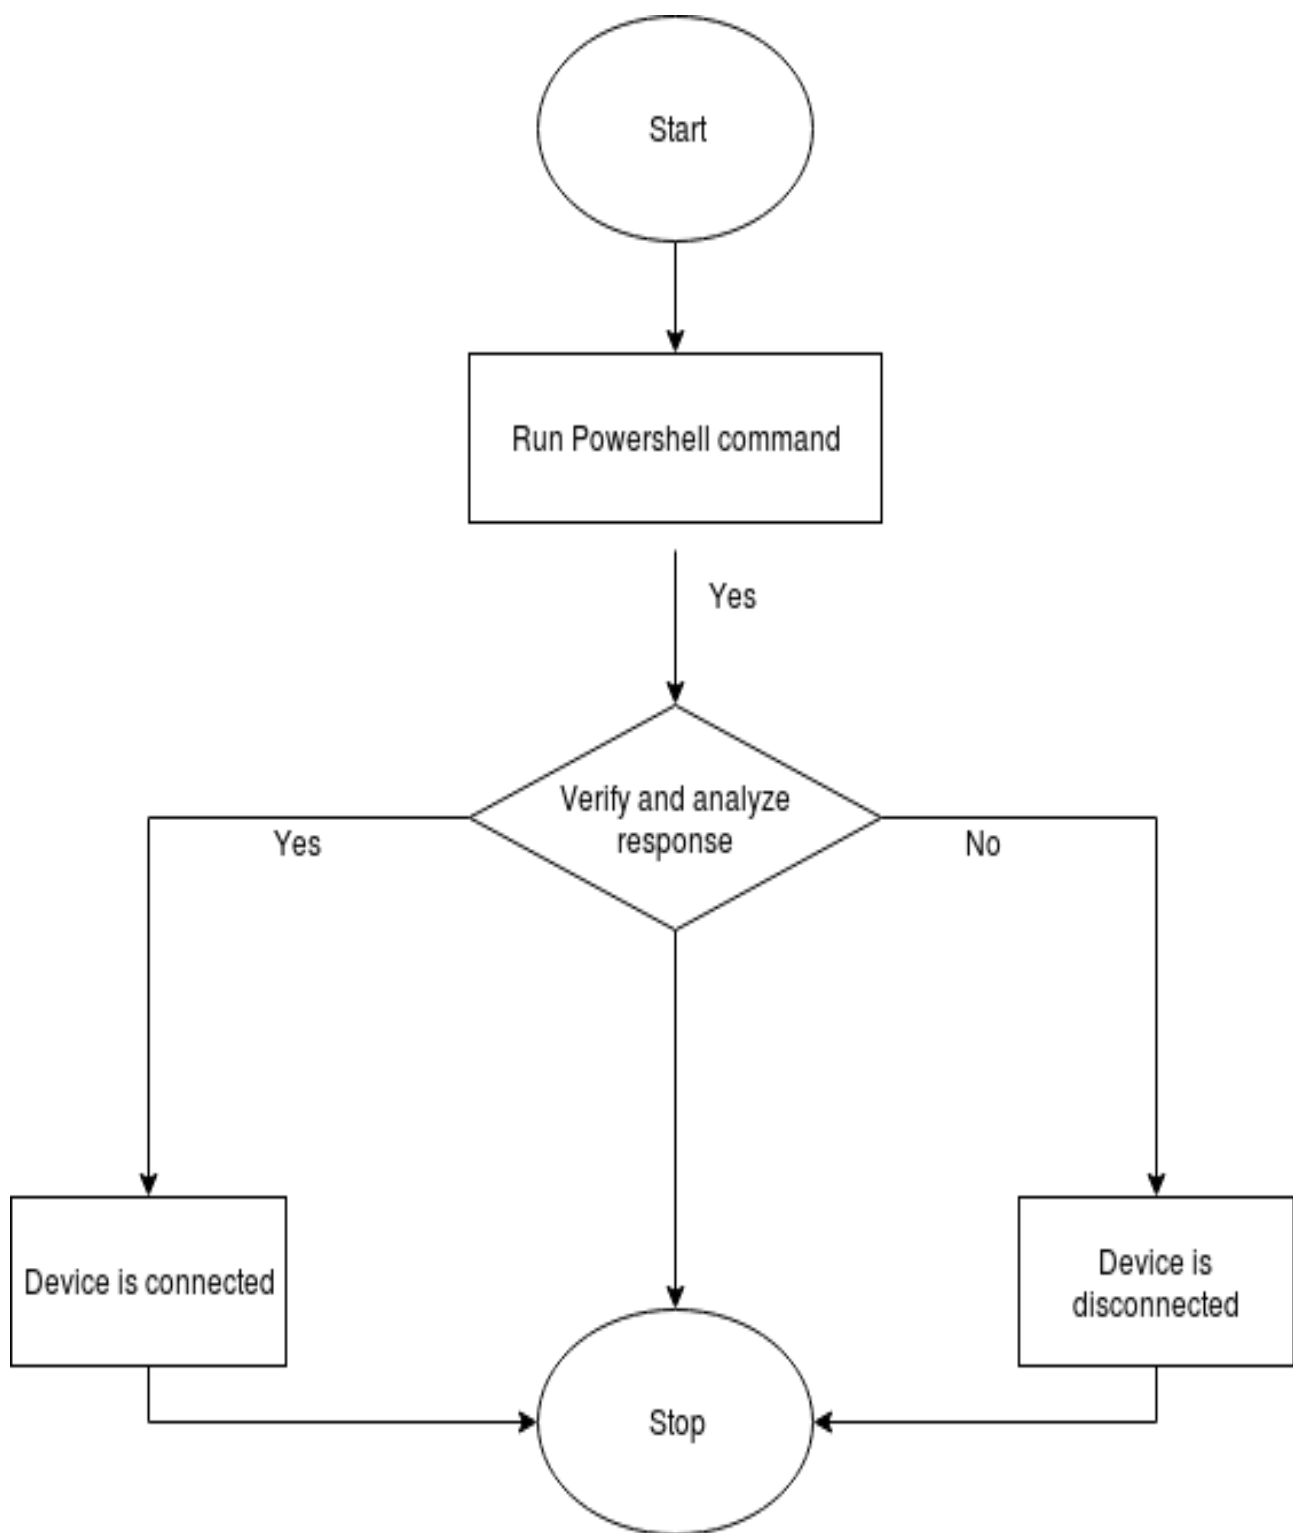 Start
Run Powershell command
Yes
Verify and analyze
response
Yes
No
Device is connected
Device is
disconnected
Stop